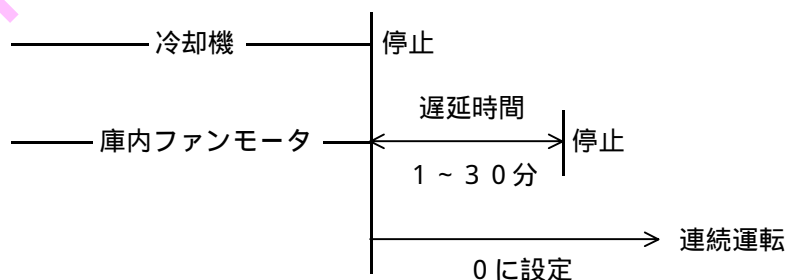 冷却機 停止
遅延時間
庫内ファンモータ 停止
１～３０分
連続運転
０に設定